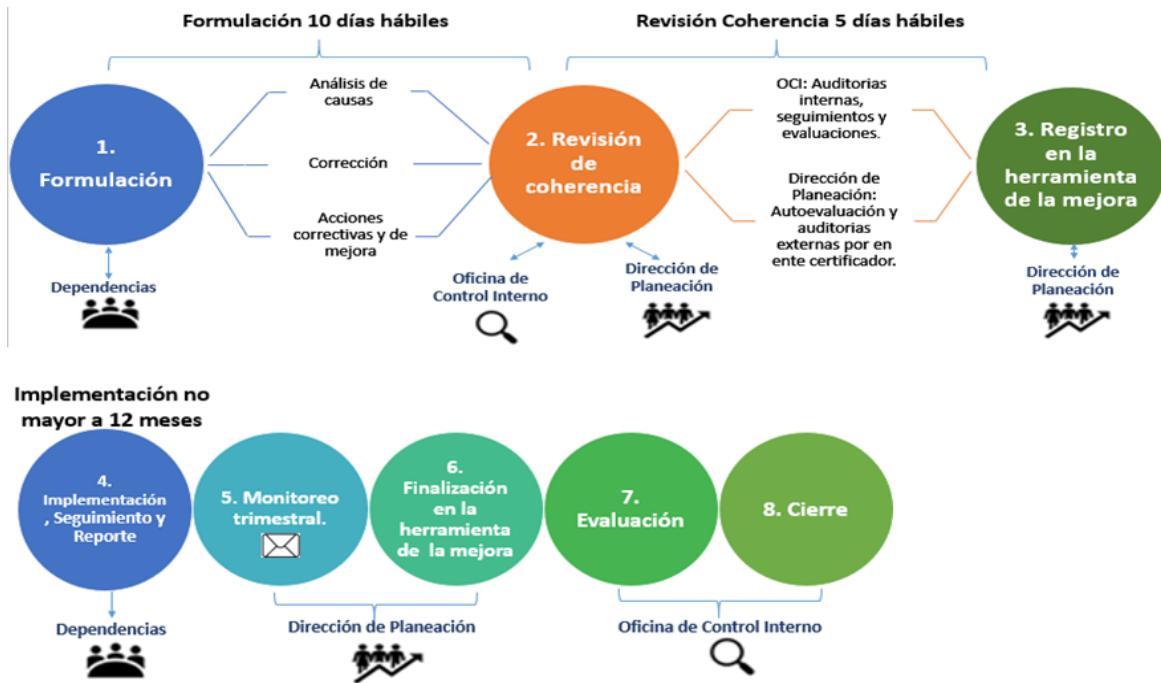 Formulación 10 días hábiles
Revisión Coherencia 5 días hábiles
1.
Formulación
Análisis de
causas
Corrección
Acciones
correctivas y de
mejora
2. Revisión
de
coherencia
OCI: Auditorias
internas,
seguimientos y
evaluaciones.
Dirección de
Planeación:
Autoevaluación y
auditorias
externas por en
ente certificador.
3. Registro
en la
herramienta
de la mejora
Dependencias
Oficina de
Control Interno
Dirección de
Planeación
Dirección de
Planeación
Implementación no
mayor a 12 meses
4.
Implementación
, Seguimiento y
Reporte
5. Monitoreo
trimestral.
6.
Finalización
en la
herramienta
de la mejora
7.
Evaluación
8. Cierre
Dependencias
Dirección de Planeación
Oficina de Control Interno